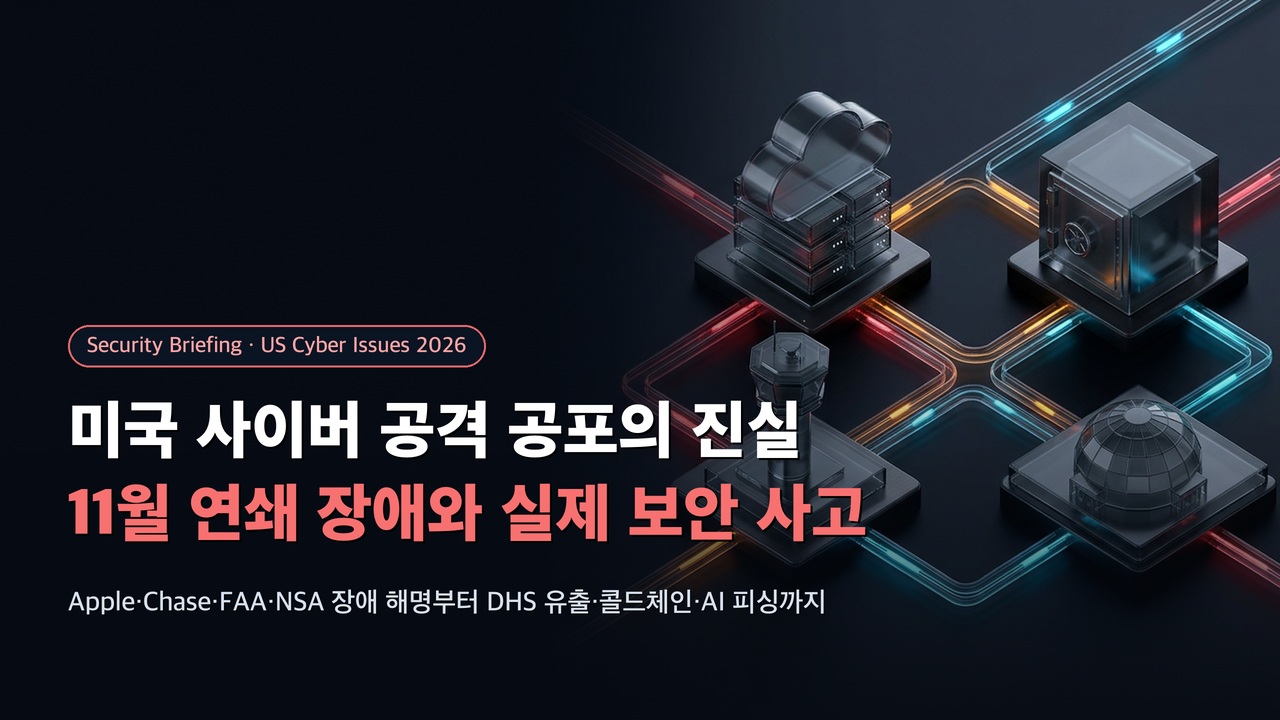 Security Briefing · US Cyber Issues 2026
미국 사이버 공격 공포의 진실
11월 연쇄 장애와 실제 보안 사고
Apple·Chase·FAA·NSA 장애 해명부터 DHS 유출·콜드체인·AI 피싱까지